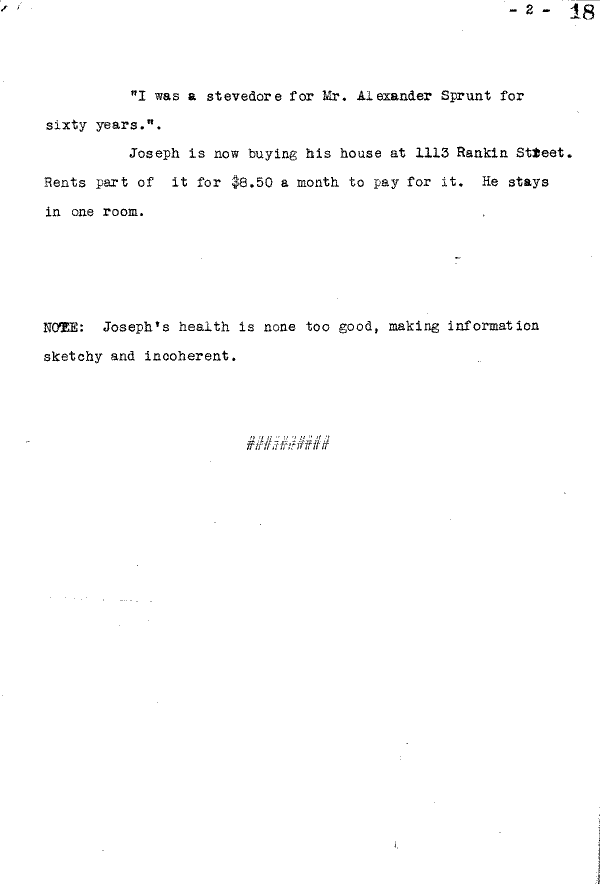 - 2 - 18
"I was a stevedore for Mr. Alexander Sprunt for
sixty years.".
Joseph is now buying his house at 1113 Rankin Street.
Rents part of it for $8.50 a month to pay for it. He stays
in one room.
NOTE: Joseph's health is none too good, making information
sketchy and incoherent.
##########